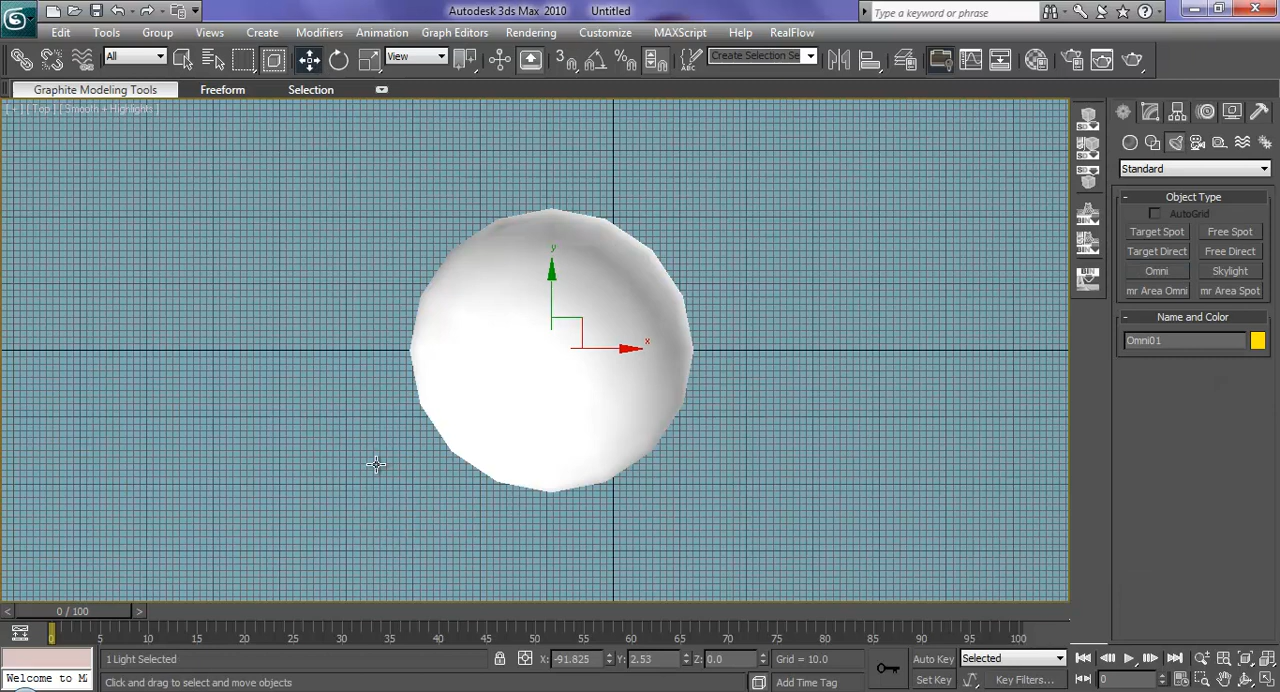 Autodesk 3ds Max 2010 Untitled
Type a keyword or phrase
Edit Tools Group Views Create Modifiers Animation Graph Editors Rendering Customize MAXScript Help RealFlow
All View 3 Create Selection Se
Graphite Modeling Tools Freeform Selection
[ + ] [ Top ] [ Smooth + Highlights ]
Standard
Object Type
AutoGrid
Target Spot Free Spot
Target Direct Free Direct
Omni Skylight
mr Area Omni mr Area Spot
Name and Color
Omni01
y
x
0 / 100
0 5 10 15 20 25 30 35 40 45 50 55 60 65 70 75 80 85 90 95 100
1 Light Selected X: -91.825 Y: 2.53 Z: 0.0 Grid = 10.0 Auto Key Selected
Welcome to M Click and drag to select and move objects Add Time Tag Set Key Key Filters... 0